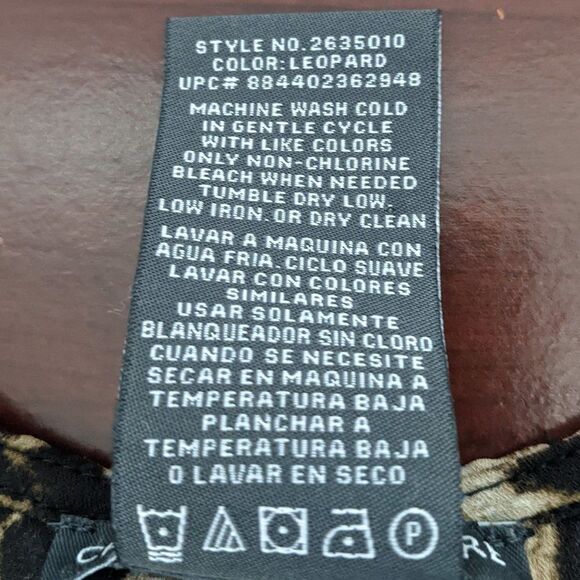 STYLE NO. 2635010
COLOR: LEOPARD
UPC# 884402362948
MACHINE WASH COLD
IN GENTLE CYCLE
WITH LIKE COLORS
ONLY NON-CHLORINE
BLEACH WHEN NEEDED
TUMBLE DRY LOW.
LOW IRON. OR DRY CLEAN
LAVAR A MAQUINA CON
AGUA FRIA. CICLO SUAVE
LAVAR CON COLORES
SIMILARES
USAR SOLAMENTE
BLANQUEADOR SIN CLORO
CUANDO SE NECESITE
SECAR EN MAQUINA A
TEMPERATURA BAJA
PLANCHAR A
TEMPERATURA BAJA
O LAVAR EN SECO
P